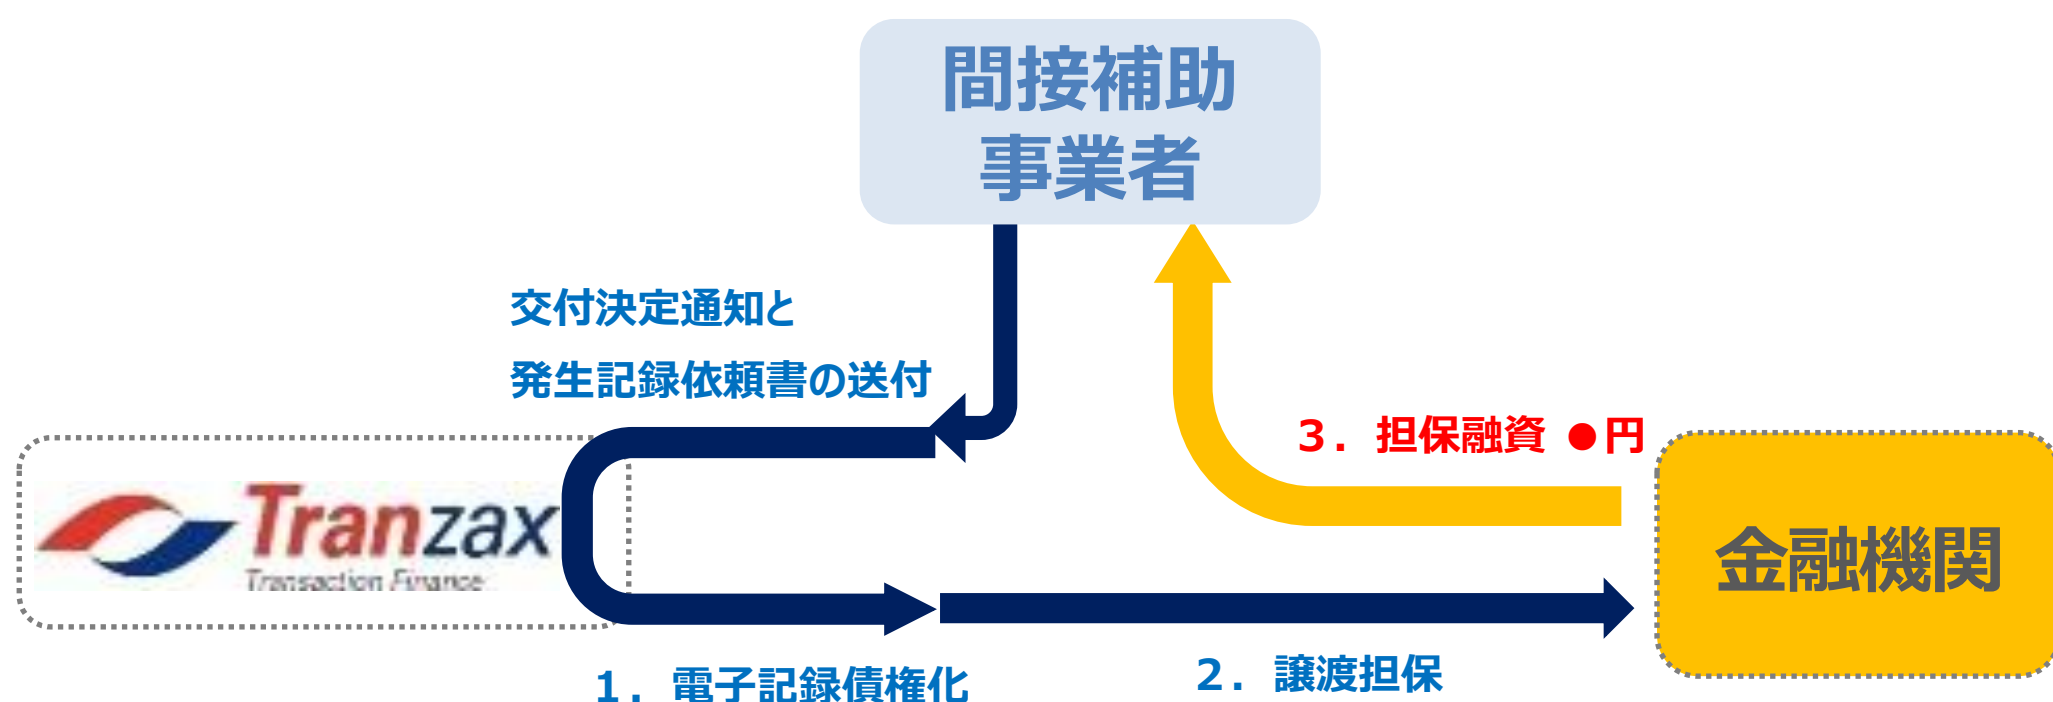 間接補助
事業者
交付決定通知と
発生記録依頼書の送付
3．担保融資 ●円
Tranzax
Transaction Finance
金融機関
1．電子記録債権化
2．譲渡担保